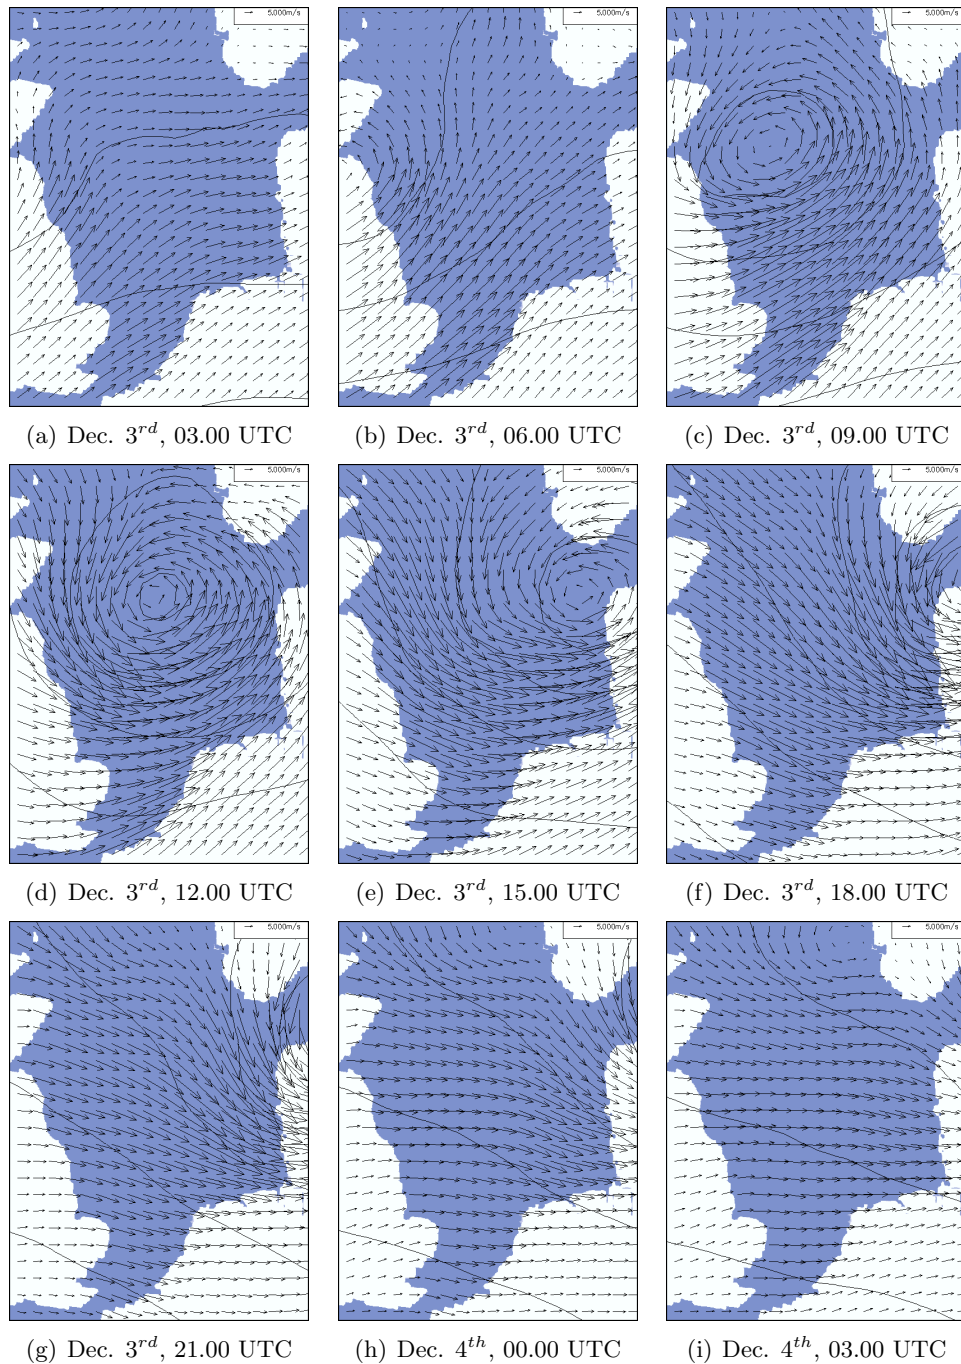 5.000m/s 5.000m/s 5.000m/s
(a) Dec. 3rd, 03.00 UTC (b) Dec. 3rd, 06.00 UTC (c) Dec. 3rd, 09.00 UTC
5.000m/s 5.000m/s 5.000m/s
(d) Dec. 3rd, 12.00 UTC (e) Dec. 3rd, 15.00 UTC (f) Dec. 3rd, 18.00 UTC
5.000m/s 5.000m/s 5.000m/s
(g) Dec. 3rd, 21.00 UTC (h) Dec. 4th, 00.00 UTC (i) Dec. 4th, 03.00 UTC